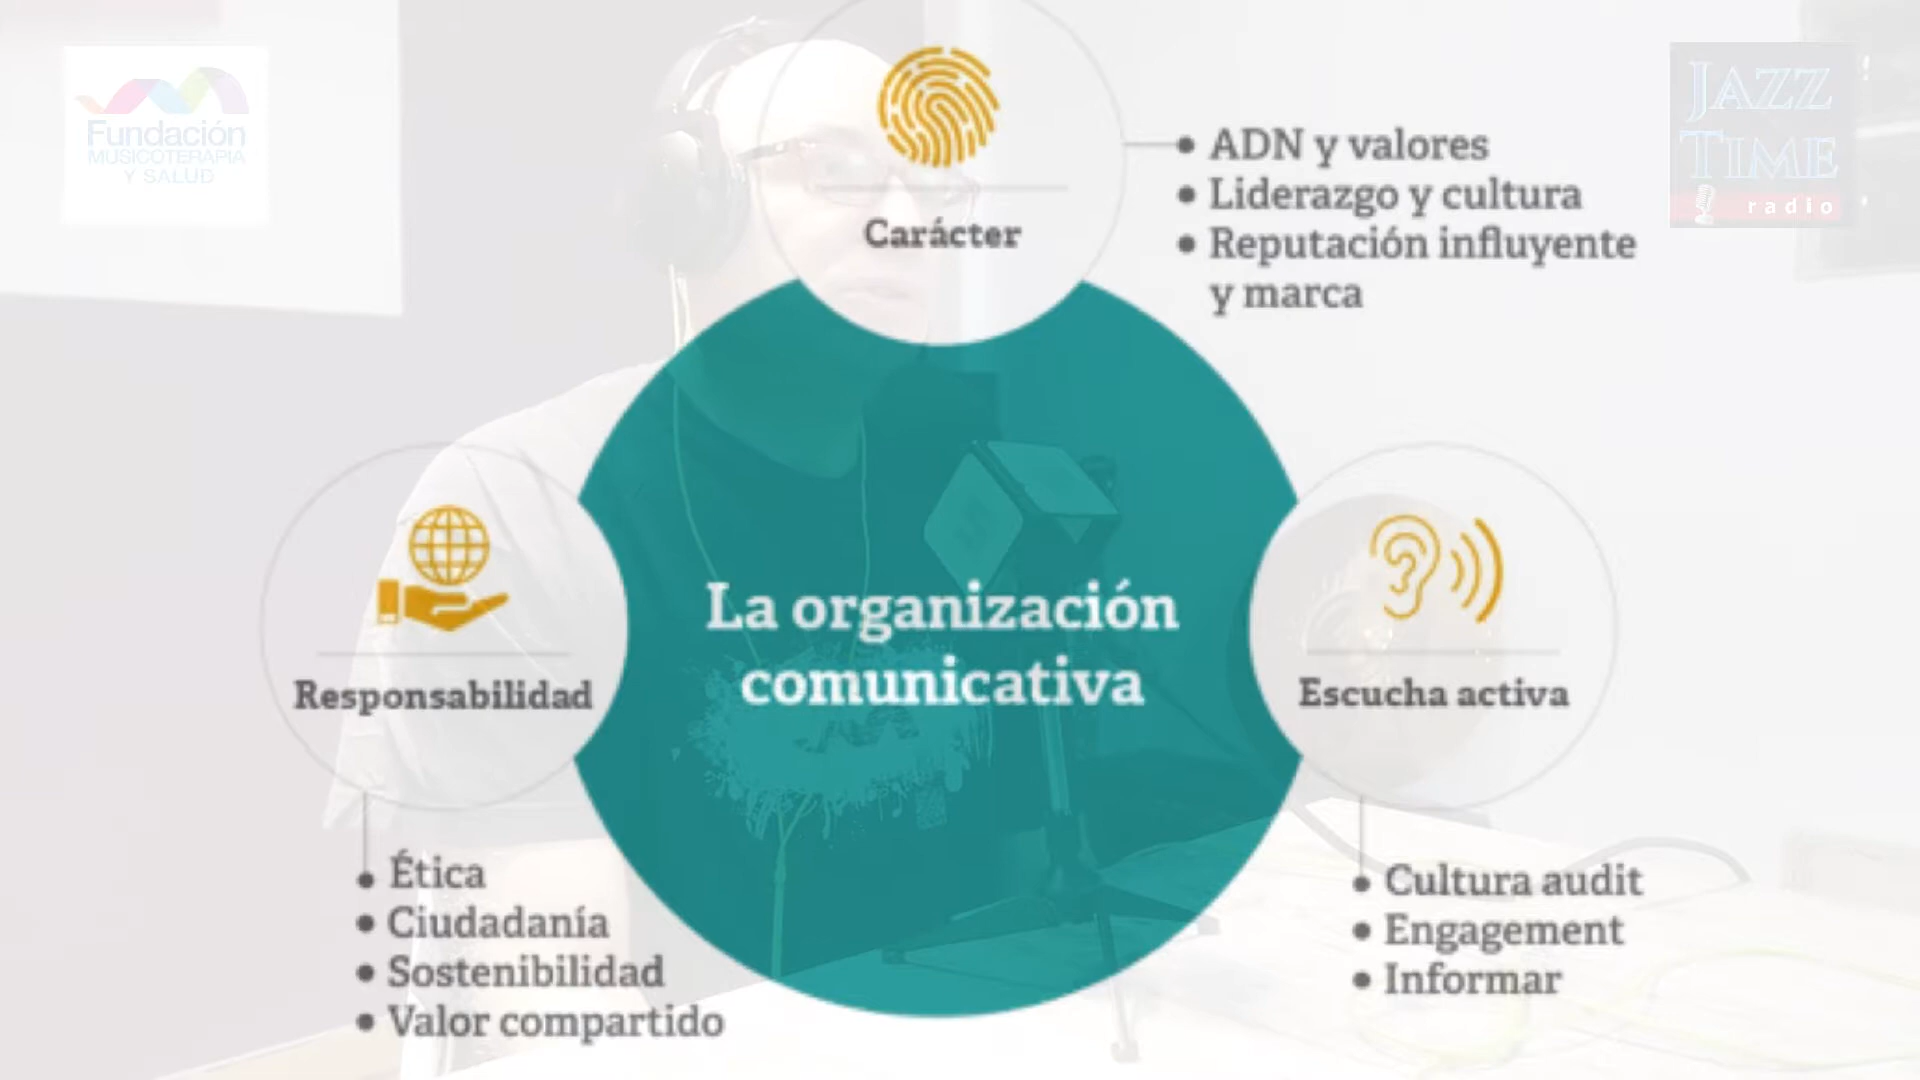 Fundación
MUSICOTERAPIA
Y SALUD
JAZZ
TIME
radio
Carácter
• ADN y valores
• Liderazgo y cultura
• Reputación influyente
y marca
La organización
comunicativa
Responsabilidad
• Ética
• Ciudadanía
• Sostenibilidad
• Valor compartido
Escucha activa
• Cultura audit
• Engagement
• Informar